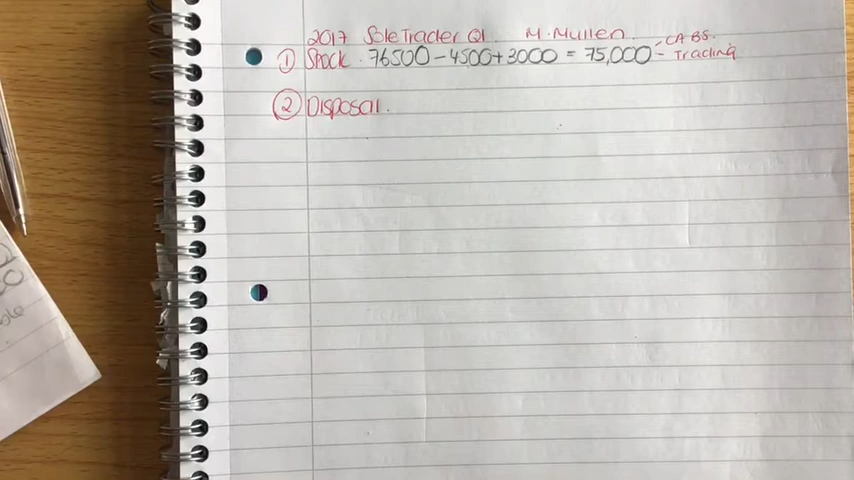 2017 Sole Trader Q1 M. Mullen.
① Stock. 76500 - 4500 + 3000 = 75,000 - CA BS.
- Trading
② Disposal.